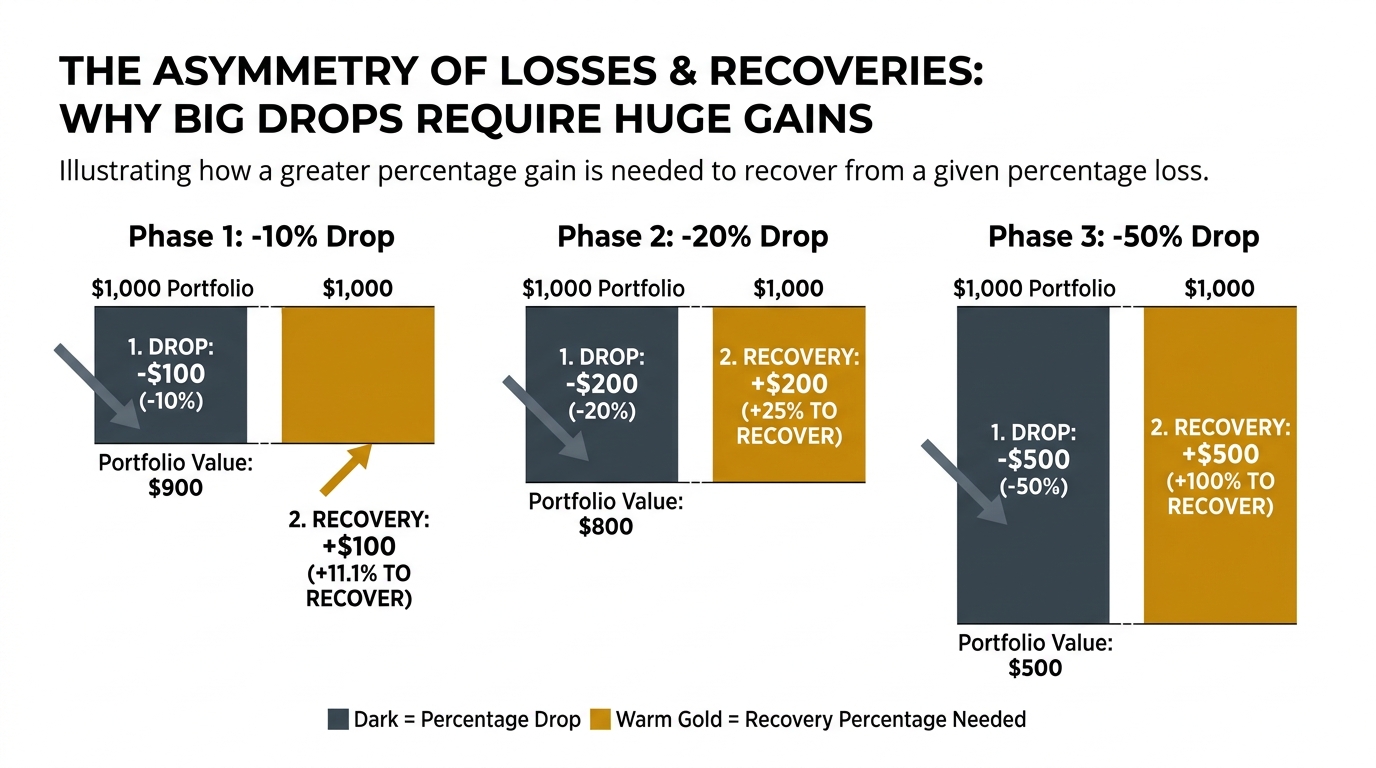 THE ASYMMETRY OF LOSSES & RECOVERIES:
WHY BIG DROPS REQUIRE HUGE GAINS
Illustrating how a greater percentage gain is needed to recover from a given percentage loss.
Phase 1: -10% Drop
$1,000 Portfolio
$1,000
1. DROP:
-$100
(-10%)
Portfolio Value:
$900
2. RECOVERY:
+$100
(+11.1% TO
RECOVER)
Phase 2: -20% Drop
$1,000 Portfolio
$1,000
1. DROP:
-$200
(-20%)
2. RECOVERY:
+$200
(+25% TO
RECOVER)
Portfolio Value:
$800
Phase 3: -50% Drop
$1,000 Portfolio
$1,000
1. DROP:
-$500
(-50%)
2. RECOVERY:
+$500
(+100% TO
RECOVER)
Portfolio Value:
$500
Dark = Percentage Drop
Warm Gold = Recovery Percentage Needed